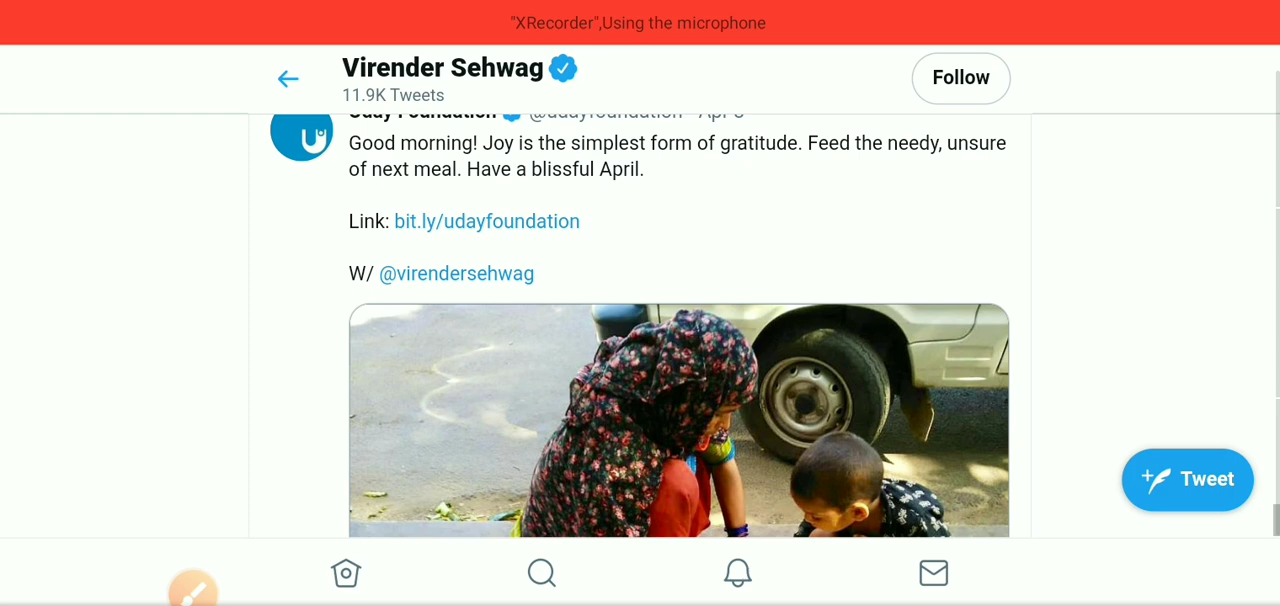 "XRecorder",Using the microphone
Virender Sehwag
11.9K Tweets
Follow
Uday Foundation @udayfoundation · Apr
Good morning! Joy is the simplest form of gratitude. Feed the needy, unsure
of next meal. Have a blissful April.
Link: bit.ly/udayfoundation
W/ @virendersehwag
Tweet